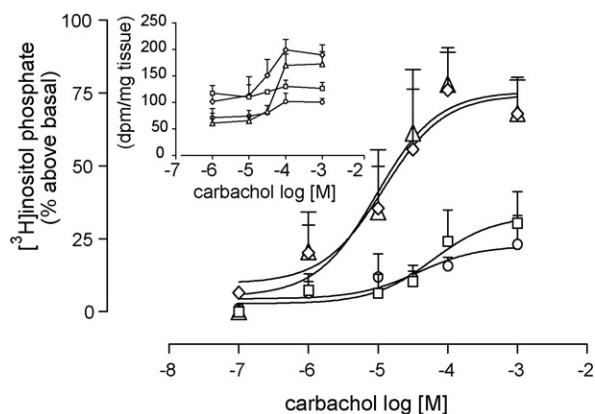 100
75
50
25
0
[³H]inositol phosphate
(% above basal)
250
200
150
100
50
0
(dpm/mg tissue)
-7 -6 -5 -4 -3 -2
carbachol log [M]
-8 -7 -6 -5 -4 -3 -2
carbachol log [M]